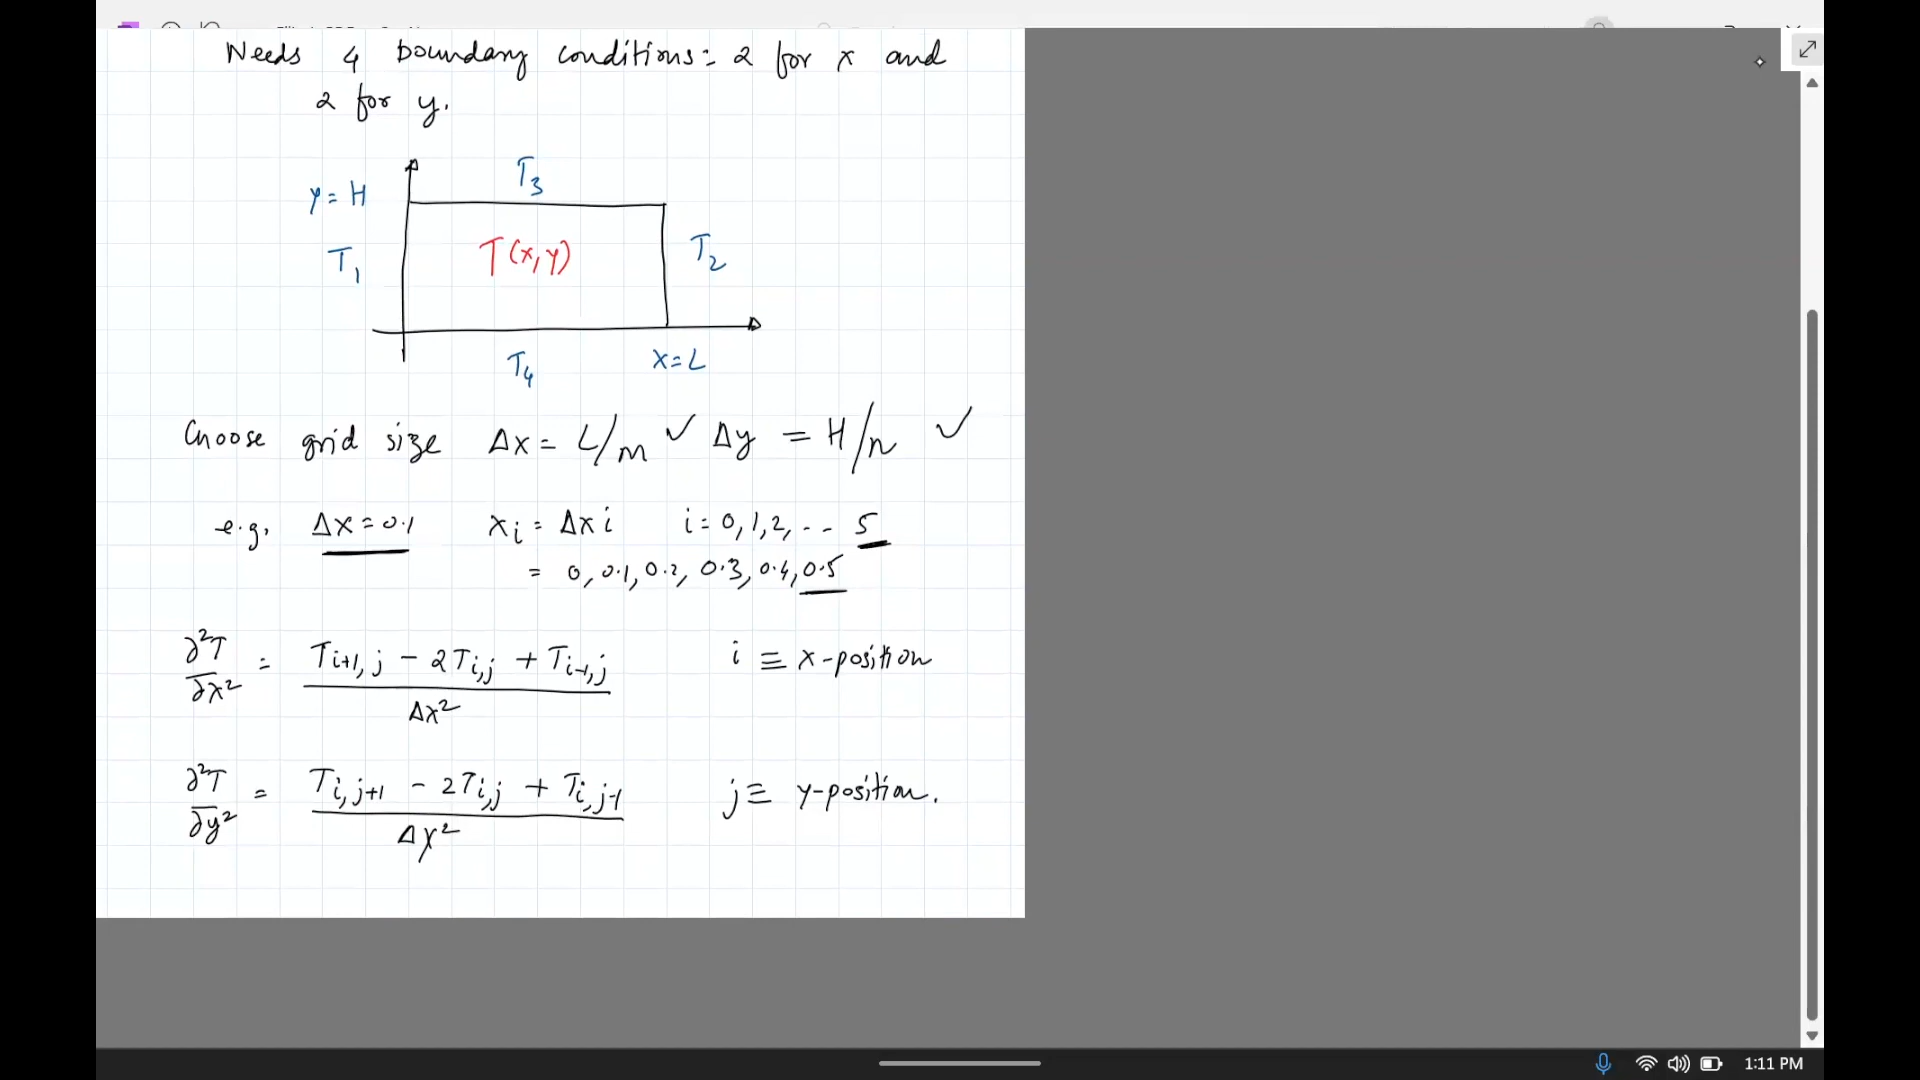 Needs 4 boundary conditions: 2 for x and
2 for y.
T3
y = H
T(x,y)
T1
T2
T4
x=L
Choose grid size Δx = L/m ✓ Δy = H/n ✓
e.g. Δx = 0.1 xi = Δx i i = 0, 1, 2, ... 5
= 0, 0.1, 0.2, 0.3, 0.4, 0.5
∂²T/∂x² = (Ti+1,j - 2Ti,j + Ti-1,j)/Δx² i ≡ x-position
∂²T/∂y² = (Ti,j+1 - 2Ti,j + Ti,j-1)/Δy² j ≡ y-position.
1:11 PM